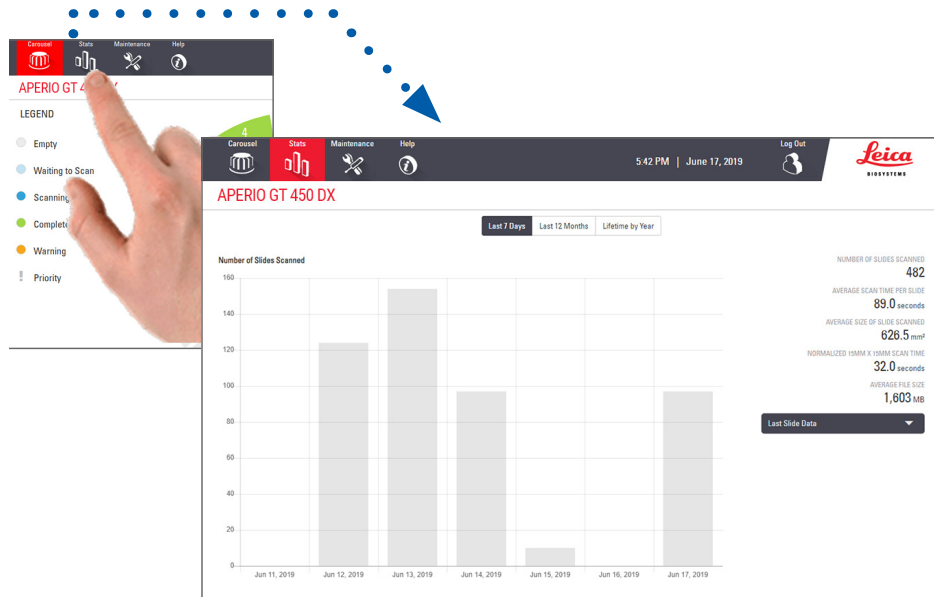 Carousel Stats Maintenance Help
APERIO GT 4
LEGEND
Empty
Waiting to Scan
Scanning
Complete
Warning
! Priority
4
Carousel Stats Maintenance Help
5:42 PM | June 17, 2019
Log Out
Leica
BIOSYSTEMS
APERIO GT 450 DX
Last 7 Days Last 12 Months Lifetime by Year
Number of Slides Scanned
160
140
120
100
80
60
40
20
0
Jun 11, 2019 Jun 12, 2019 Jun 13, 2019 Jun 14, 2019 Jun 15, 2019 Jun 16, 2019 Jun 17, 2019
NUMBER OF SLIDES SCANNED
482
AVERAGE SCAN TIME PER SLIDE
89.0 seconds
AVERAGE SIZE OF SLIDE SCANNED
626.5 mm²
NORMALIZED 15MM X 15MM SCAN TIME
32.0 seconds
AVERAGE FILE SIZE
1,603 MB
Last Slide Data